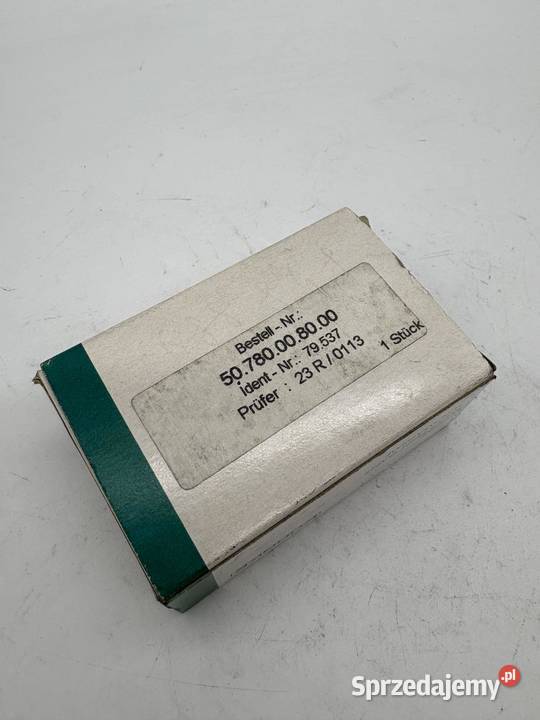 Bestell - Nr.:
50.780.00.80.00
Ident - Nr.: 79.537
Prüfer : 23 R / 0113
1 Stück
Sprzedajemy.pl